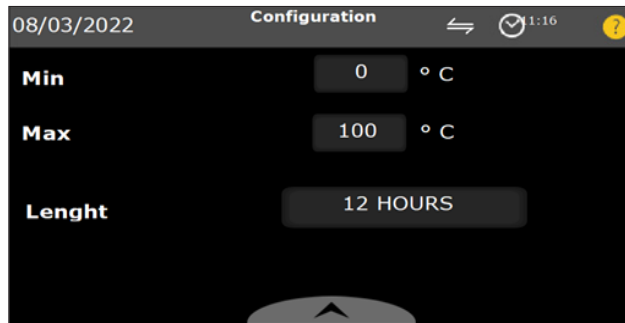 08/03/2022 Configuration 11:16 ?
Min 0 ° C
Max 100 ° C
Lenght 12 HOURS